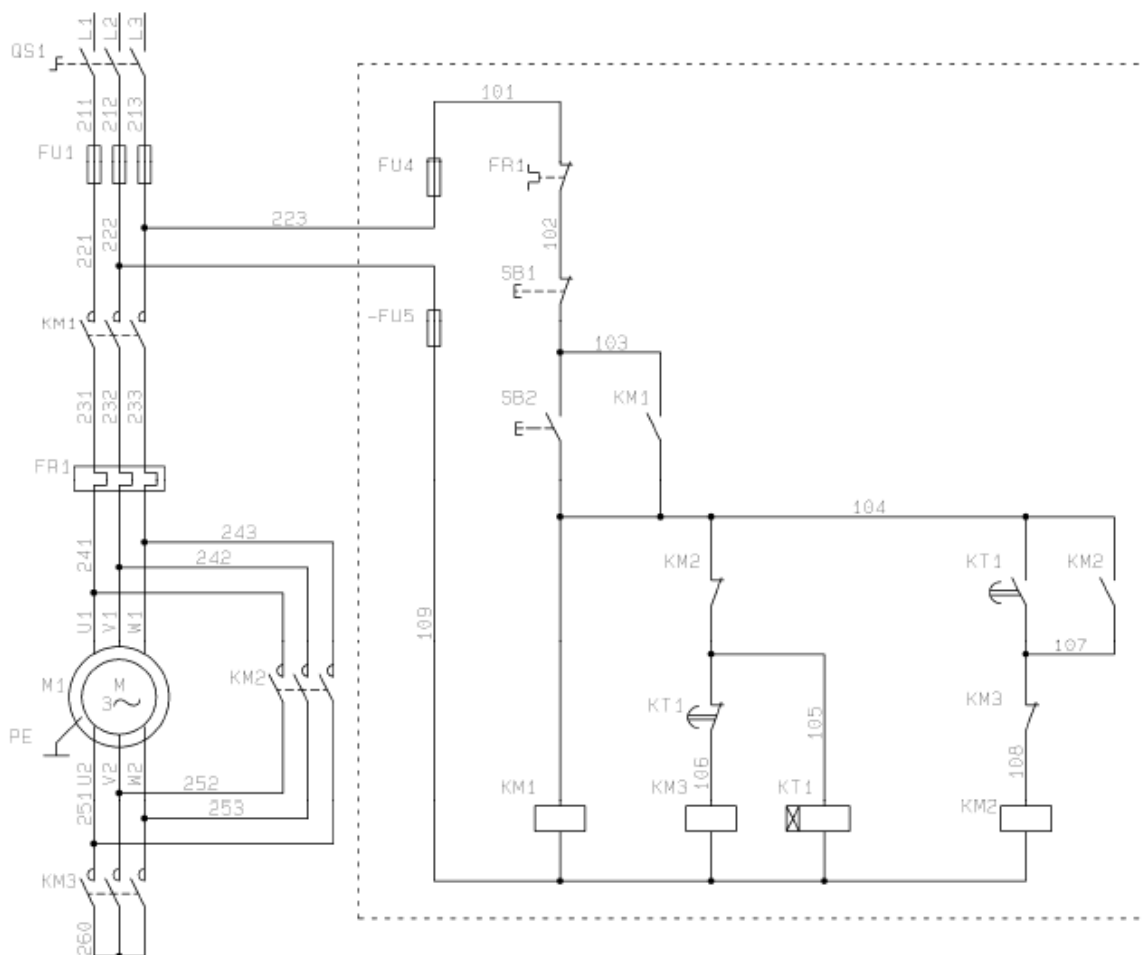 L1
L2
L3
QS1
211
212
213
101
FU1
FU4
FR1
223
221
222
102
SB1
KM1
-FU5
103
231
232
233
SB2
KM1
FR1
104
243
241
242
KM2
KT1
KM2
U1
V1
W1
109
107
M1
M
3
KM2
KT1
105
KM3
PE
U2
V2
W2
252
106
108
251
253
KM1
KM3
KT1
KM2
KM3
260